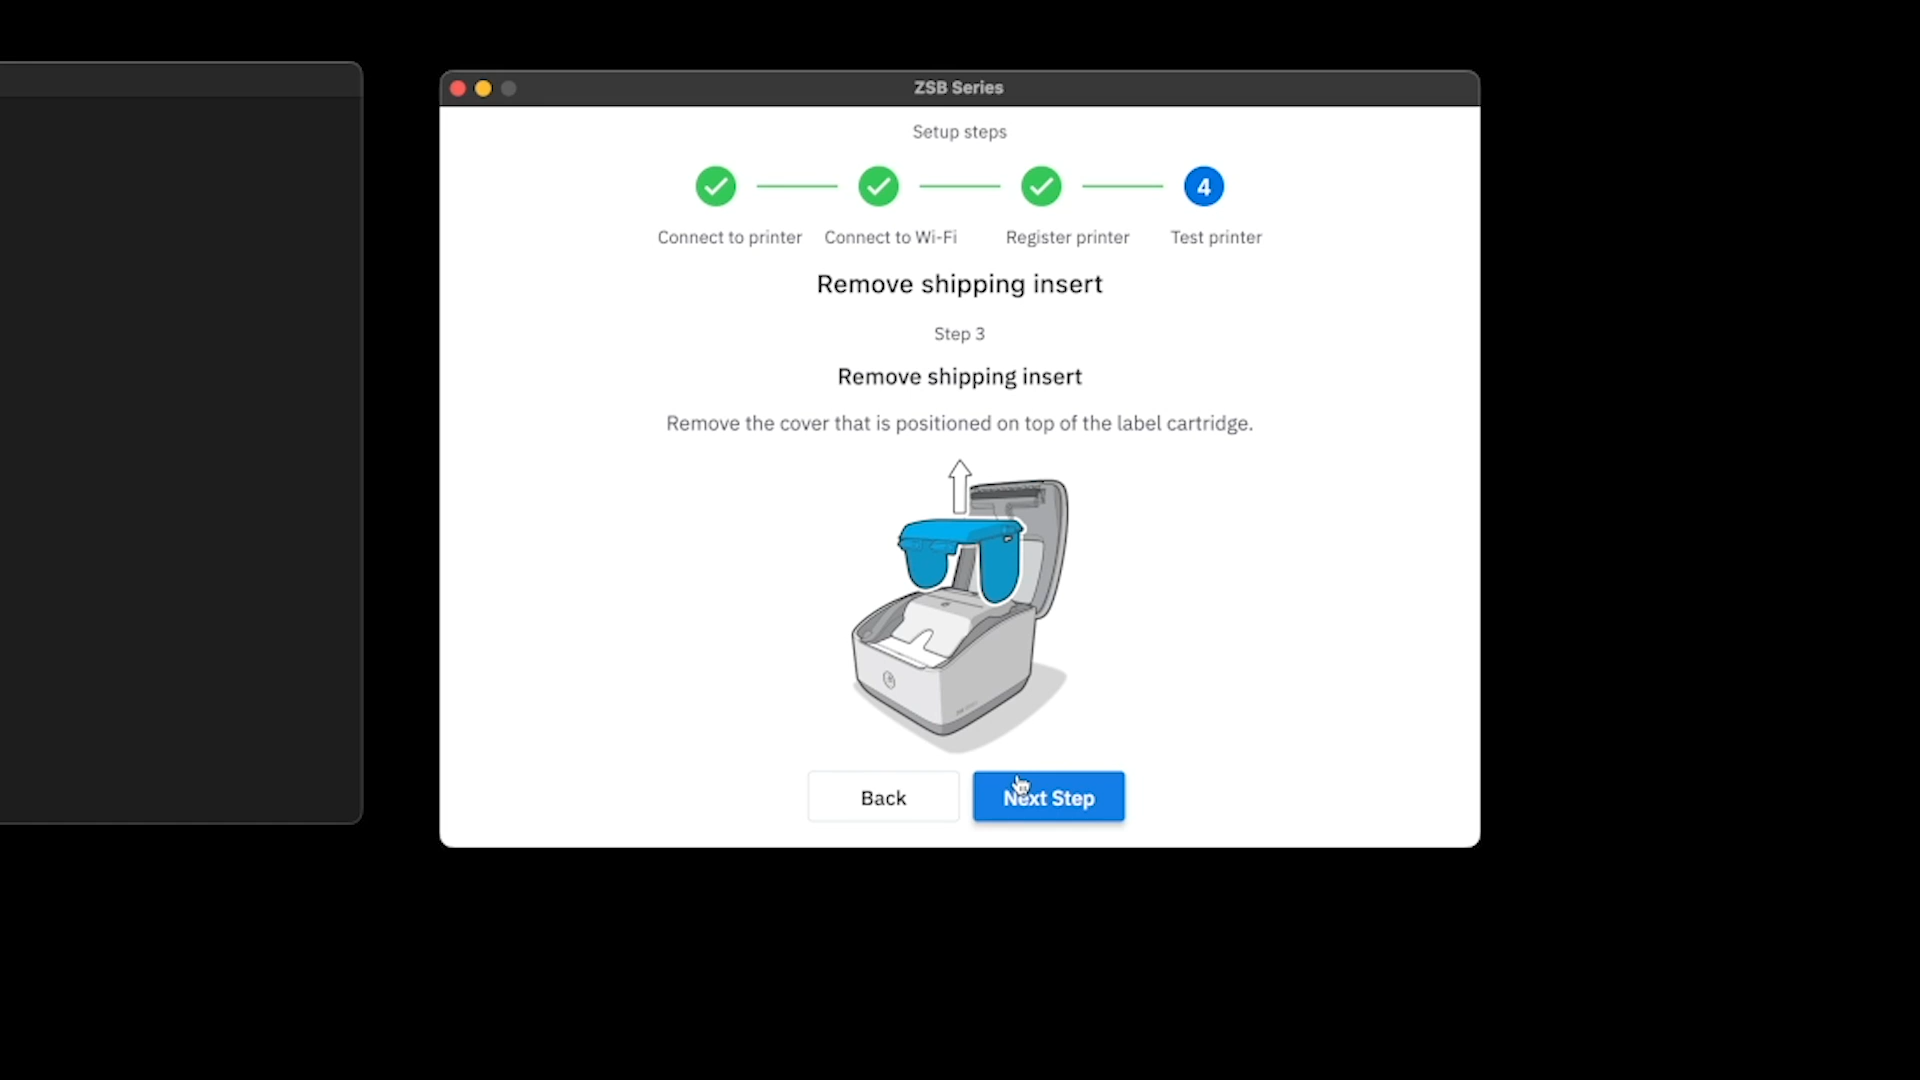 ZSB Series
Setup steps
4
Connect to printer Connect to Wi-Fi Register printer Test printer
Remove shipping insert
Step 3
Remove shipping insert
Remove the cover that is positioned on top of the label cartridge.
Back Next Step